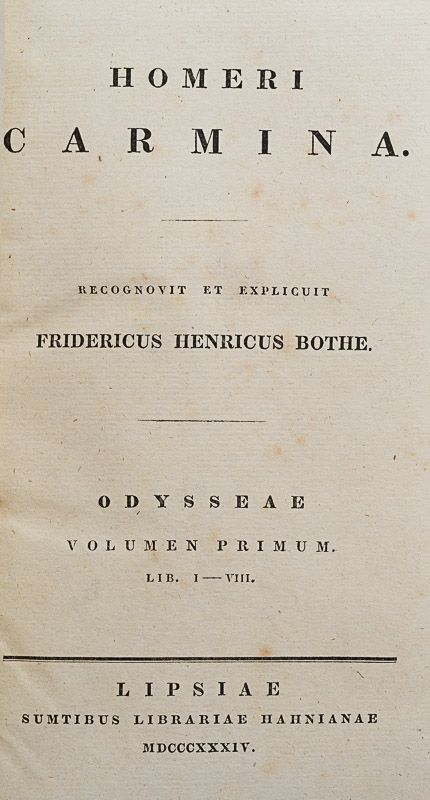 HOMERI
CARMINA.
RECOGNOVIT ET EXPLICUIT
FRIDERICUS HENRICUS BOTHE.
ODYSSEAE
VOLUMEN PRIMUM.
LIB. I—VIII.
LIPSIAE
SUMTIBUS LIBRARIAE HAHNIANAE
MDCCCXXXIV.